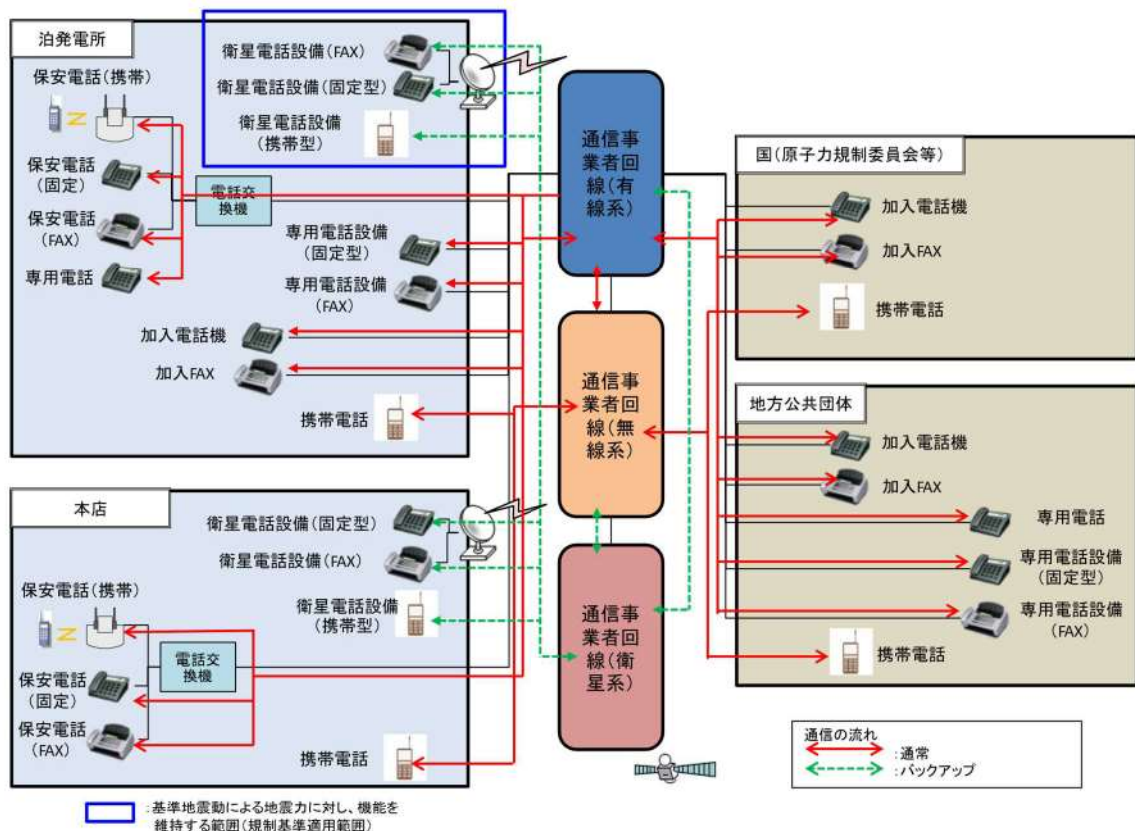 泊発電所
衛星電話設備(FAX)
衛星電話設備(固定型)
衛星電話設備
(携帯型)
保安電話(携帯)
保安電話
(固定)
電話交
換機
保安電話
(FAX)
専用電話
専用電話設備
(固定型)
専用電話設備
(FAX)
加入電話機
加入FAX
携帯電話
本店
衛星電話設備(固定型)
衛星電話設備(FAX)
衛星電話設備
(携帯型)
保安電話(携帯)
電話交
換機
保安電話
(固定)
保安電話
(FAX)
携帯電話
通信事
業者回
線(有
線系)
通信事
業者回
線(無
線系)
通信事
業者回
線(衛
星系)
国(原子力規制委員会等)
加入電話機
加入FAX
携帯電話
地方公共団体
加入電話機
加入FAX
専用電話
専用電話設備
(固定型)
専用電話設備
(FAX)
携帯電話
通信の流れ
:通常
:バックアップ
:基準地震動による地震力に対し、機能を
維持する範囲(規制基準適用範囲)